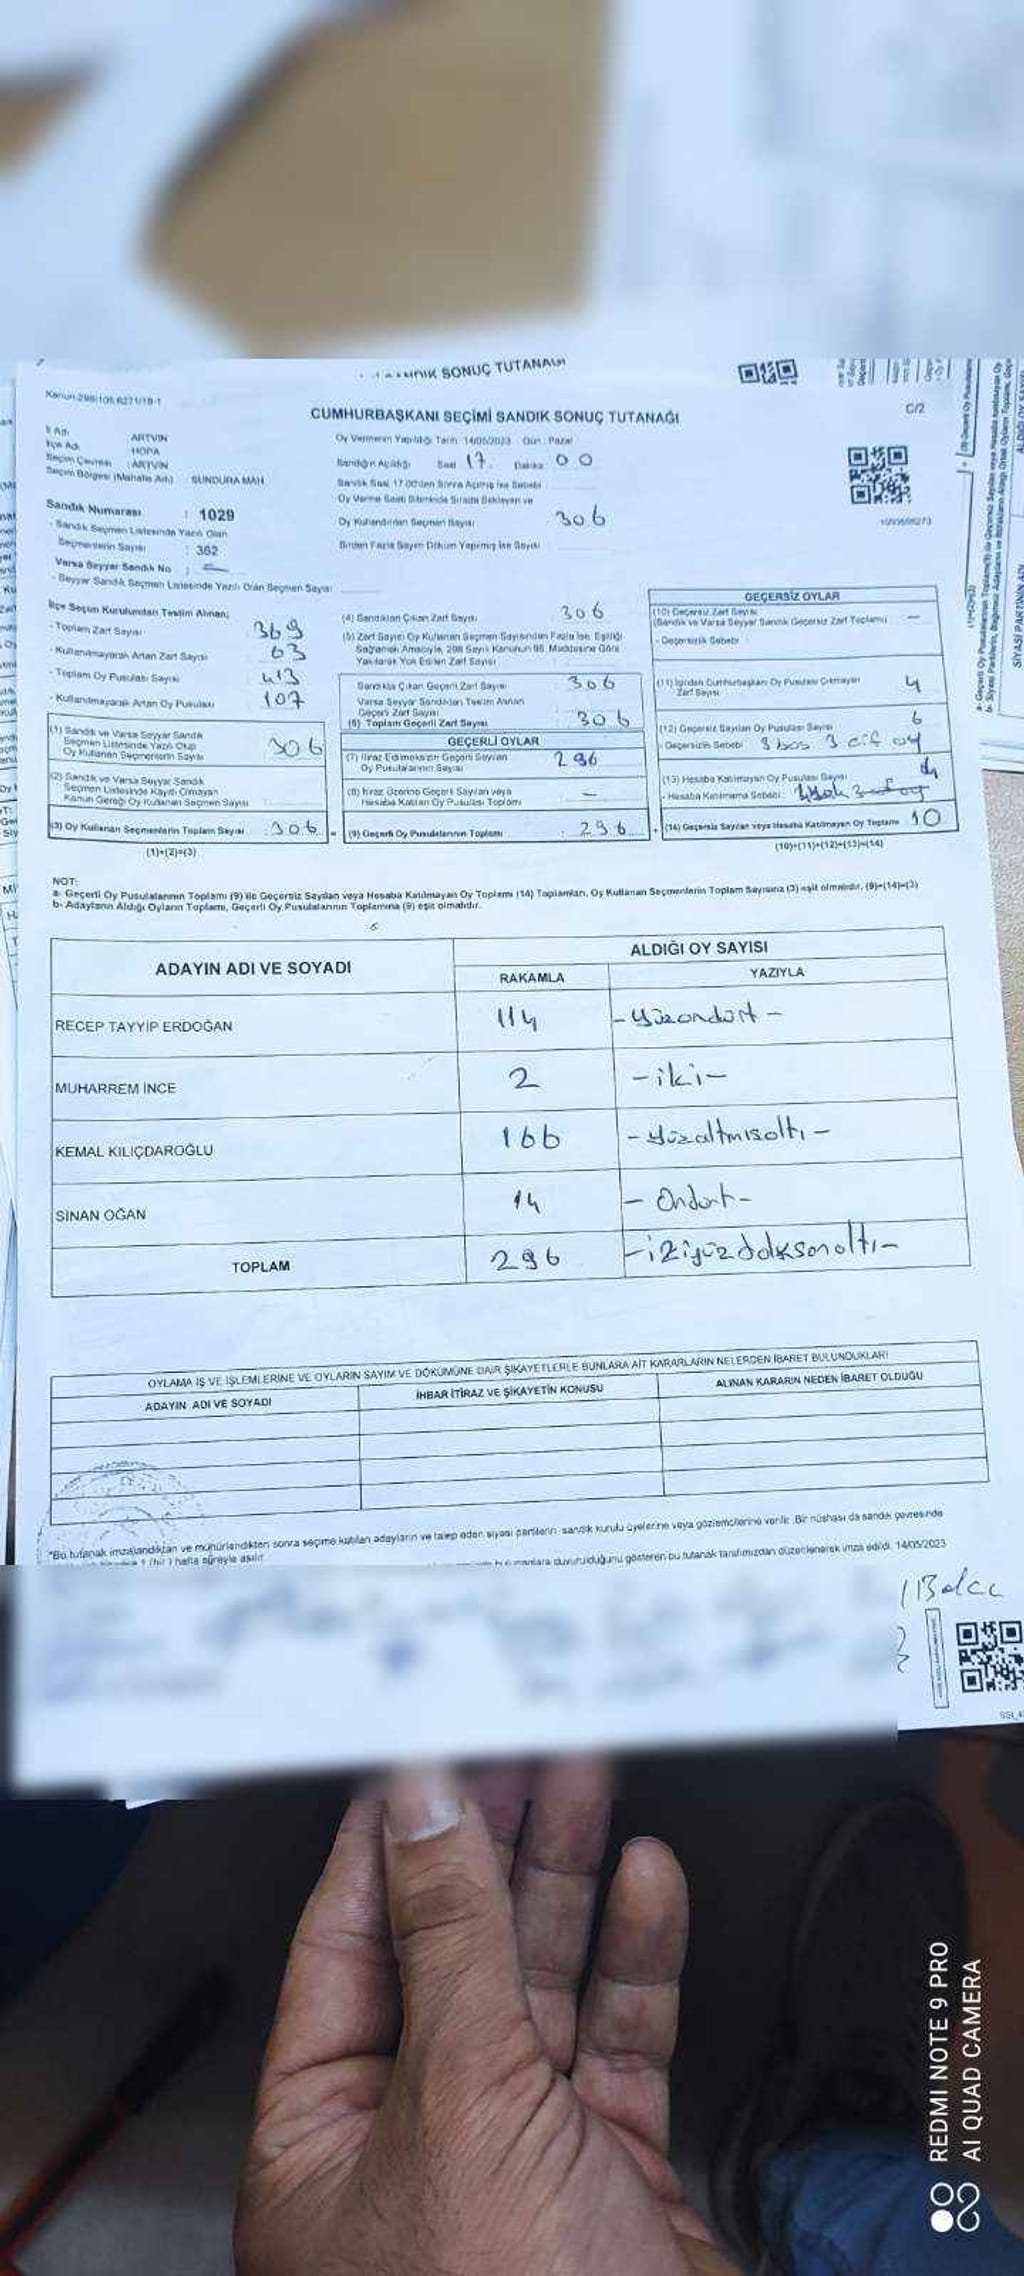 SANDIK SONUÇ TUTANAĞI
Kanun 298/105,6271/19-1
CUMHURBAŞKANI SEÇİMİ SANDIK SONUÇ TUTANAĞI
C/2
İl Adı : ARTVİN
İlçe Adı : HOPA
Seçim Çevresi : ARTVİN
Seçim Bölgesi (Mahalle Adı) : SUNDURA MAH
Sandık Numarası : 1029
- Sandık Seçmen Listesinde Yazılı Olan
Seçmenlerin Sayısı : 362
Varsa Seyyar Sandık No : -
- Seyyar Sandık Seçmen Listesinde Yazılı Olan Seçmen Sayısı
Oy Vermenin Yapıldığı Tarih: 14/05/2023 Gün: Pazar
Sandığın Açıldığı Saat 17. Dakika 00
Sandık Saat 17.00'den Sonra Açılmış İse Sebebi
Oy Verme Saati Bitiminde Sırada Bekleyen ve
Oy Kullandırılan Seçmen Sayısı 306
Birden Fazla Sayım Döküm Yapılmış İse Sayısı
İlçe Seçim Kurulundan Teslim Alınan;
- Toplam Zarf Sayısı 369
- Kullanılmayarak Artan Zarf Sayısı 63
- Toplam Oy Pusulası Sayısı 413
- Kullanılmayarak Artan Oy Pusulası 107
(1) Sandık ve Varsa Seyyar Sandık
Seçmen Listesinde Yazılı Olup
Oy Kullanan Seçmenlerin Sayısı 306
(2) Sandık ve Varsa Seyyar Sandık
Seçmen Listesinde Kayıtlı Olmayan
Kanun Gereği Oy Kullanan Seçmen Sayısı
(3) Oy Kullanan Seçmenlerin Toplam Sayısı : 306
(1)+(2)=(3)
(4) Sandıktan Çıkan Zarf Sayısı 306
(5) Zarf Sayısı Oy Kullanan Seçmen Sayısından Fazla İse, Eşitliği
Sağlamak Amacıyla, 298 Sayılı Kanunun 98. Maddesine Göre
Yakılarak Yok Edilen Zarf Sayısı
Sandıkta Çıkan Geçerli Zarf Sayısı 306
Varsa Seyyar Sandıktan Teslim Alınan
Geçerli Zarf Sayısı
(6) Toplam Geçerli Zarf Sayısı 306
GEÇERLİ OYLAR
(7) İtiraz Edilmeksizin Geçerli Sayılan
Oy Pusulalarının Sayısı 296
(8) İtiraz Üzerine Geçerli Sayılan veya
Hesaba Katılan Oy Pusulası Toplamı -
(9) Geçerli Oy Pusulalarının Toplamı : 296
GEÇERSİZ OYLAR
(10) Geçersiz Zarf Sayısı
(Sandık ve Varsa Seyyar Sandık Geçersiz Zarf Toplamı) -
- Geçersizlik Sebebi
(11) İçinden Cumhurbaşkanı Oy Pusulası Çıkmayan
Zarf Sayısı 4
(12) Geçersiz Sayılan Oy Pusulası Sayısı 6
- Geçersizlik Sebebi 3 bos 3 cif oy
(13) Hesaba Katılmayan Oy Pusulası Sayısı
- Hesaba Katılmama Sebebi:
(14) Geçersiz Sayılan veya Hesaba Katılmayan Oy Toplamı 10
(10)+(11)+(12)+(13)=(14)
NOT:
a- Geçerli Oy Pusulalarının Toplamı (9) ile Geçersiz Sayılan veya Hesaba Katılmayan Oy Toplamı (14) Toplamları, Oy Kullanan Seçmenlerin Toplam Sayısına (3) eşit olmalıdır. (9)+(14)=(3)
b- Adayların Aldığı Oyların Toplamı, Geçerli Oy Pusulalarının Toplamına (9) eşit olmalıdır.
ADAYIN ADI VE SOYADI
ALDIĞI OY SAYISI
RAKAMLA YAZIYLA
RECEP TAYYİP ERDOĞAN 114 -yüzondört-
MUHARREM İNCE 2 -iki-
KEMAL KILIÇDAROĞLU 166 -yüzaltmısaltı-
SİNAN OĞAN 14 -Ondört-
TOPLAM 296 -ikiyüzdoksanaltı-
OYLAMA İŞ VE İŞLEMLERİNE VE OYLARIN SAYIM VE DÖKÜMÜNE DAİR ŞİKAYETLERLE BUNLARA AİT KARARLARIN NELERDEN İBARET BULUNDUKLARI
ADAYIN ADI VE SOYADI İHBAR İTİRAZ VE ŞİKAYETİN KONUSU ALINAN KARARIN NEDEN İBARET OLDUĞU
*Bu tutanak imzalandıktan ve mühürlendikten sonra seçime katılan adayların ve talep eden siyasi partilerin sandık kurulu üyelerine veya gözlemcilerine verilir. Bir nüshası da sandık çevresinde
1 (bir) hafta süreyle asılır.
duyurulduğunu gösteren bu tutanak tarafımızdan düzenlenerek imza edildi. 14/05/2023
REDMI NOTE 9 PRO
AI QUAD CAMERA